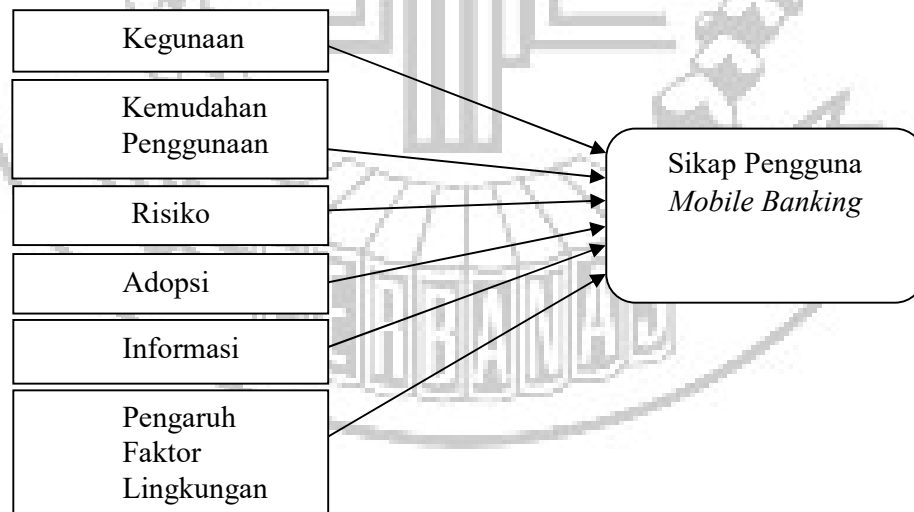 Kegunaan
Kemudahan
Penggunaan
Risiko
Adopsi
Informasi
Pengaruh
Faktor
Lingkungan
Sikap Pengguna
Mobile Banking